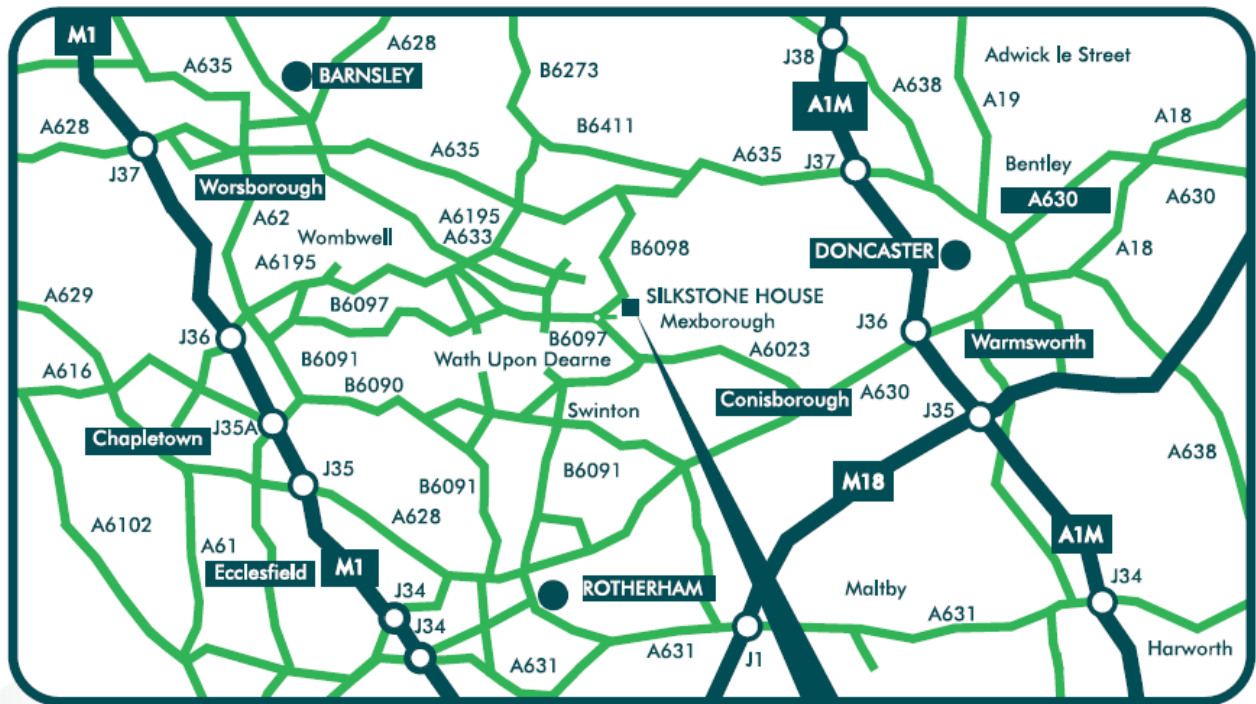 M1
A628
J38
Adwick le Street
A635
BARNSLEY
B6273
A638
A1M
A19
A18
A628
B6411
J37
A635
A635
J37
Bentley
Worsborough
A630
A630
A62
A6195
Wombwell
A633
B6098
DONCASTER
A18
A6195
A629
B6097
SILKSTONE HOUSE
Mexborough
J36
J36
B6097
Warmsworth
A616
B6091
Wath Upon Dearne
A6023
B6090
Conisborough
A630
Swinton
J35
Chapletown
J35A
A638
J35
B6091
B6091
M18
A6102
A628
A61
A1M
Ecclesfield
M1
J34
ROTHERHAM
Maltby
J34
J34
A631
A631
A631
J1
Harworth